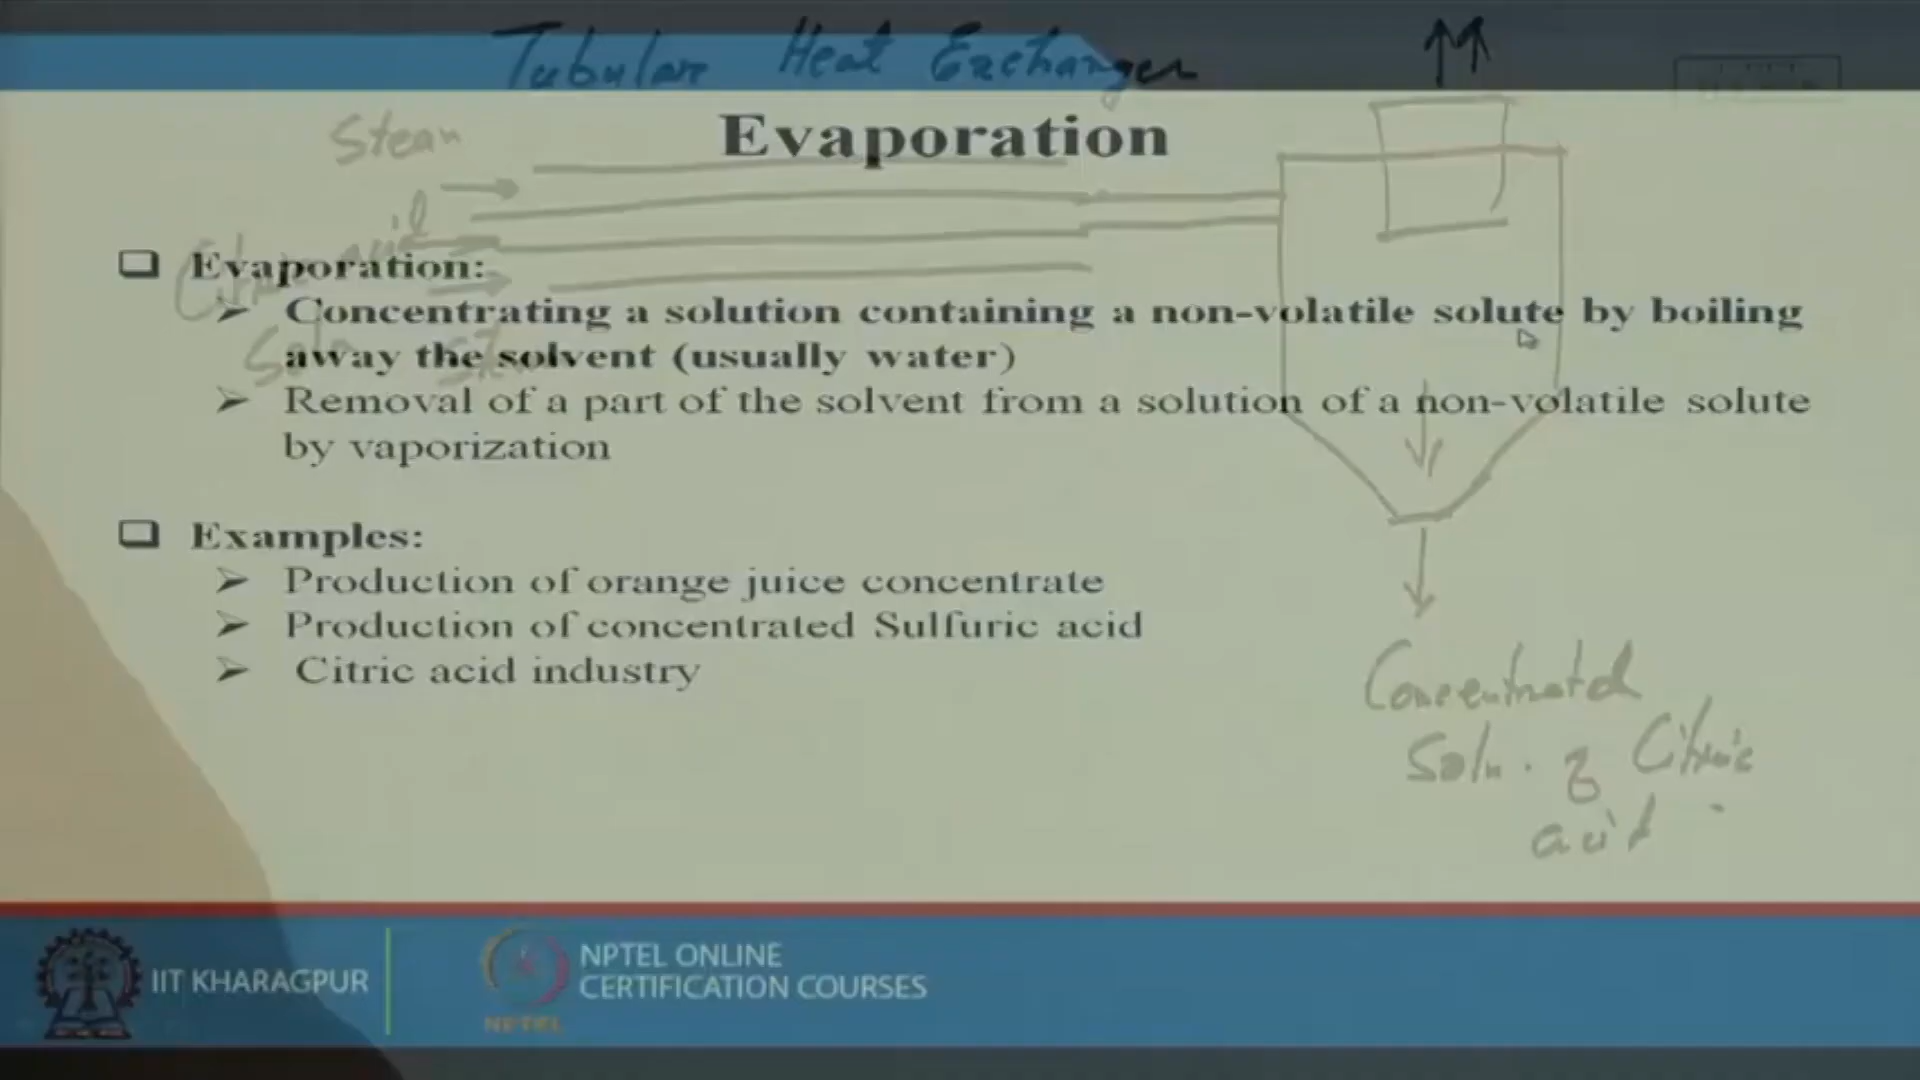 Tubular Heat Exchanger
Steam
Evaporation
Citric acid
Soln
❑ Evaporation:
➢ Concentrating a solution containing a non-volatile solute by boiling
away the solvent (usually water)
➢ Removal of a part of the solvent from a solution of a non-volatile solute
by vaporization
❑ Examples:
➢ Production of orange juice concentrate
➢ Production of concentrated Sulfuric acid
➢ Citric acid industry
Concentrated
Soln. of Citric
acid
IIT KHARAGPUR
NPTEL ONLINE
CERTIFICATION COURSES
NPTEL